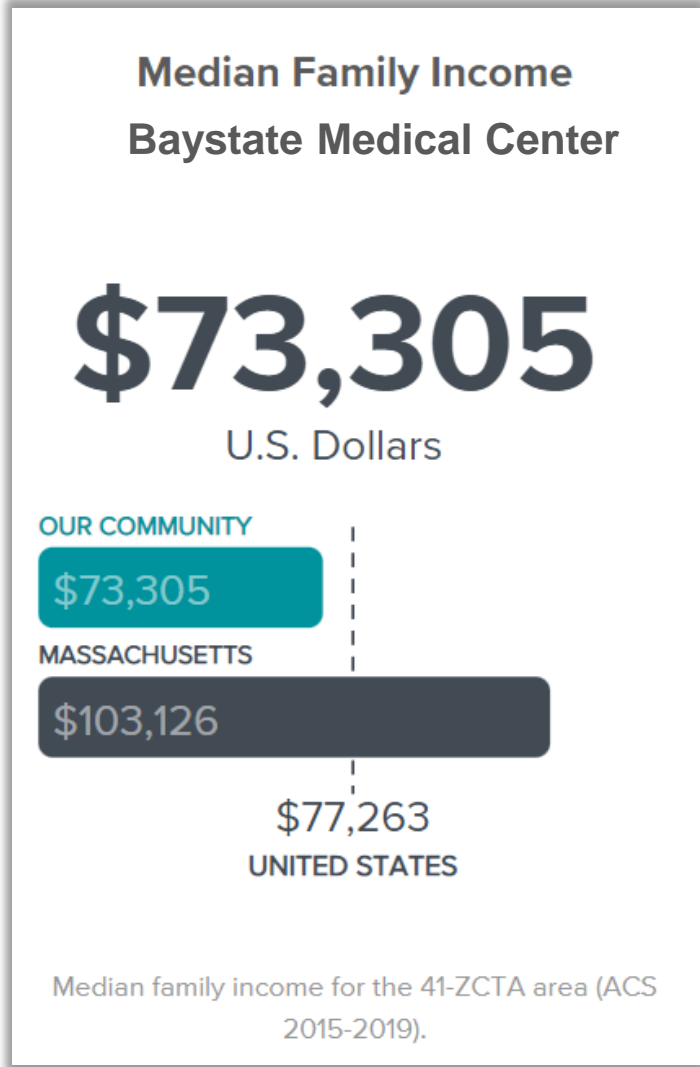 Median Family Income
Baystate Medical Center
$73,305
U.S. Dollars
OUR COMMUNITY
$73,305
MASSACHUSETTS
$103,126
$77,263
UNITED STATES
Median family income for the 41-ZCTA area (ACS
2015-2019).